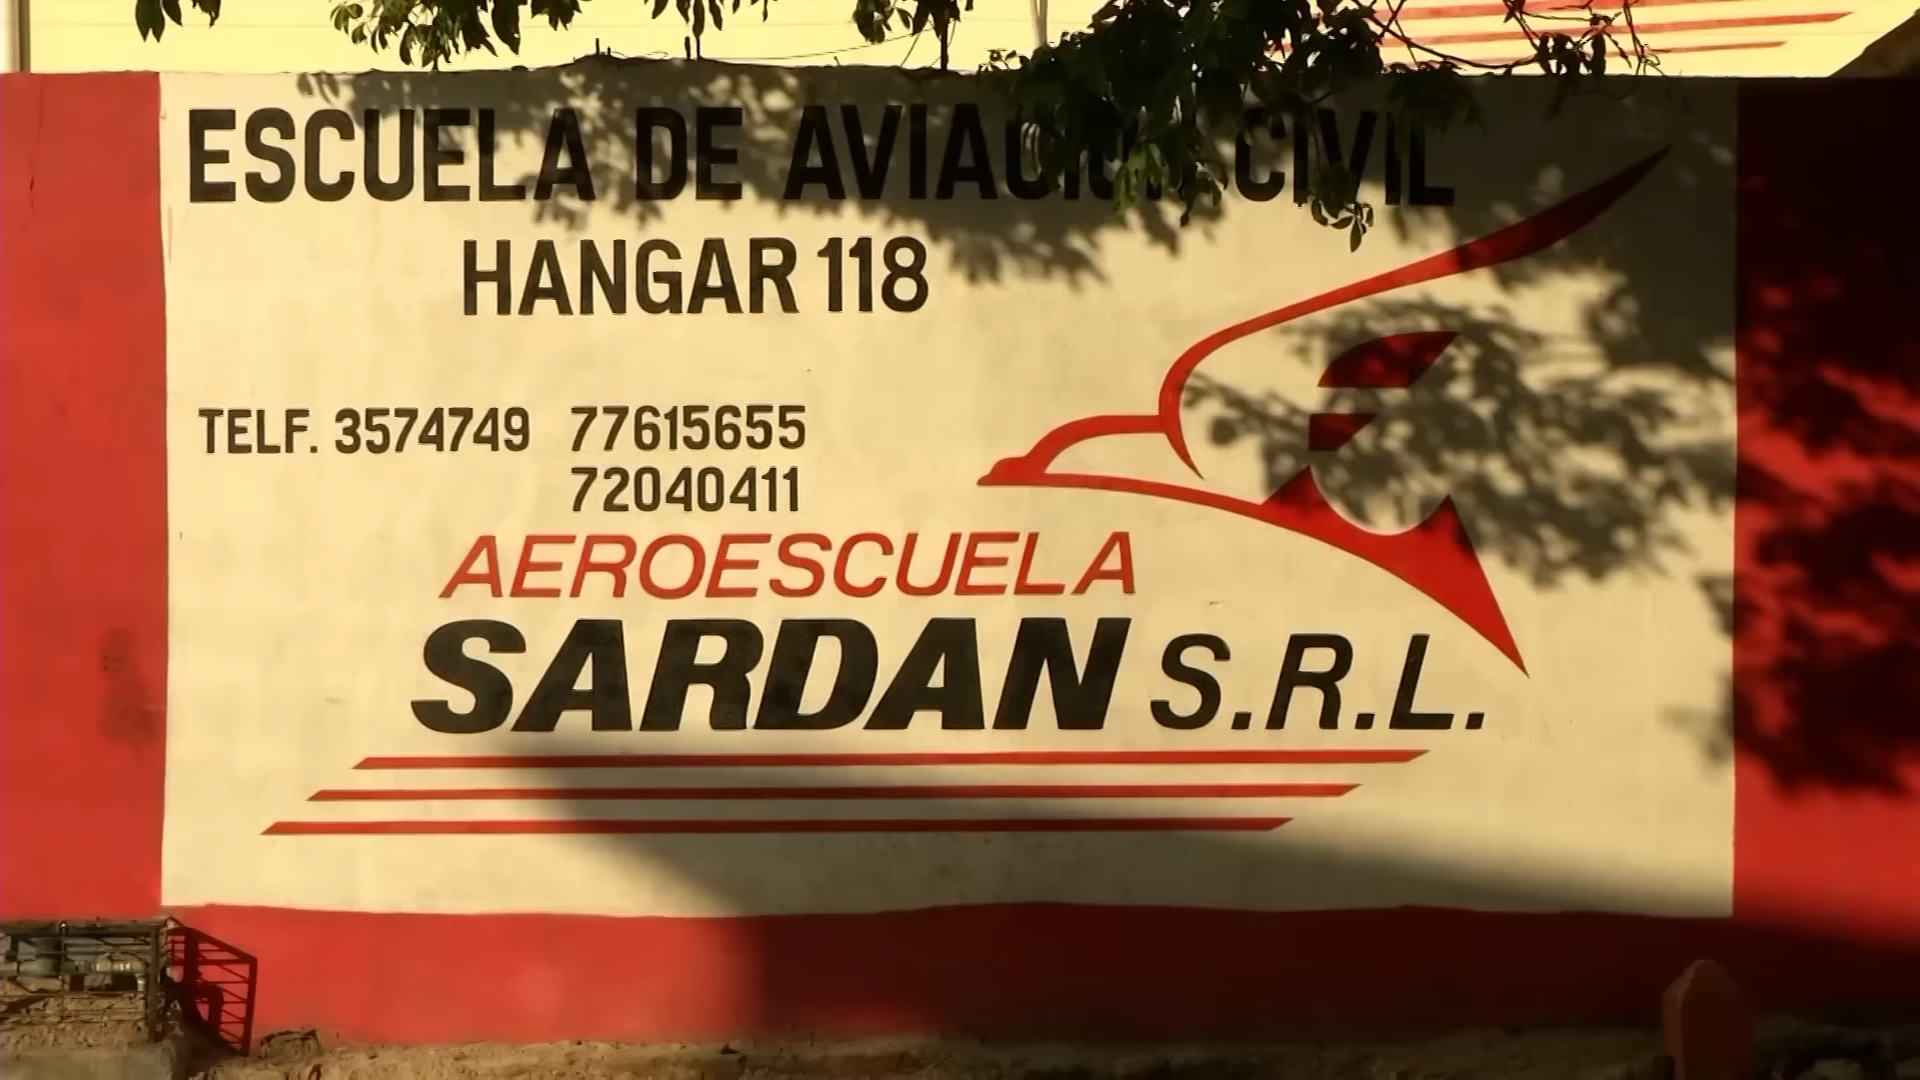 ESCUELA DE AVIACION CIVIL
HANGAR 118
TELF. 3574749 77615655
72040411
AEROESCUELA
SARDAN S.R.L.